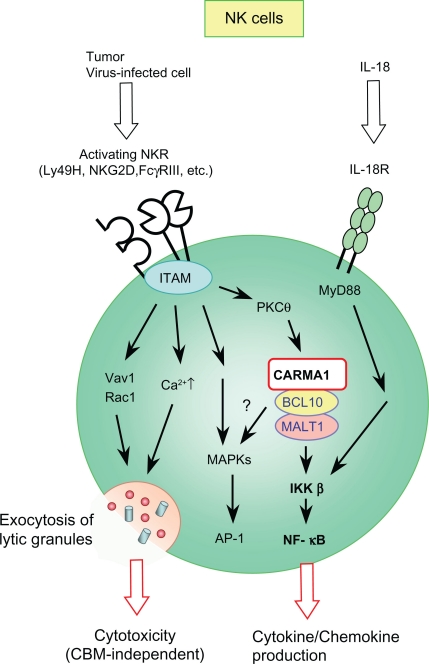 NK cells
Tumor
Virus-infected cell
IL-18
Activating NKR
(Ly49H, NKG2D,FcγRIII, etc.)
IL-18R
ITAM
MyD88
PKCθ
CARMA1
Vav1
Rac1
Ca²⁺↑
BCL10
?
MALT1
MAPKs
IKK β
Exocytosis of
lytic granules
AP-1
NF- κB
Cytotoxicity
(CBM-independent)
Cytokine/Chemokine
production